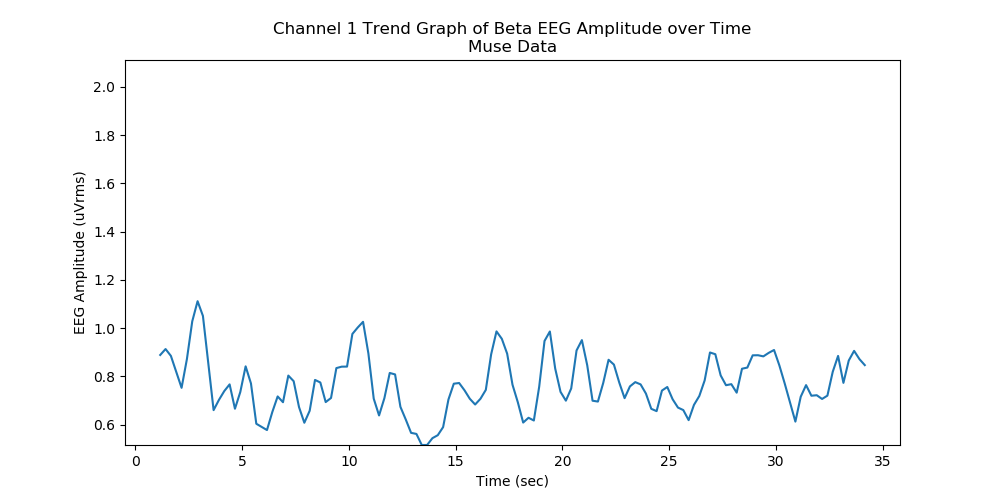 Channel 1 Trend Graph of Beta EEG Amplitude over Time
Muse Data
EEG Amplitude (uVrms)
2.0
1.8
1.6
1.4
1.2
1.0
0.8
0.6
0 5 10 15 20 25 30 35
Time (sec)